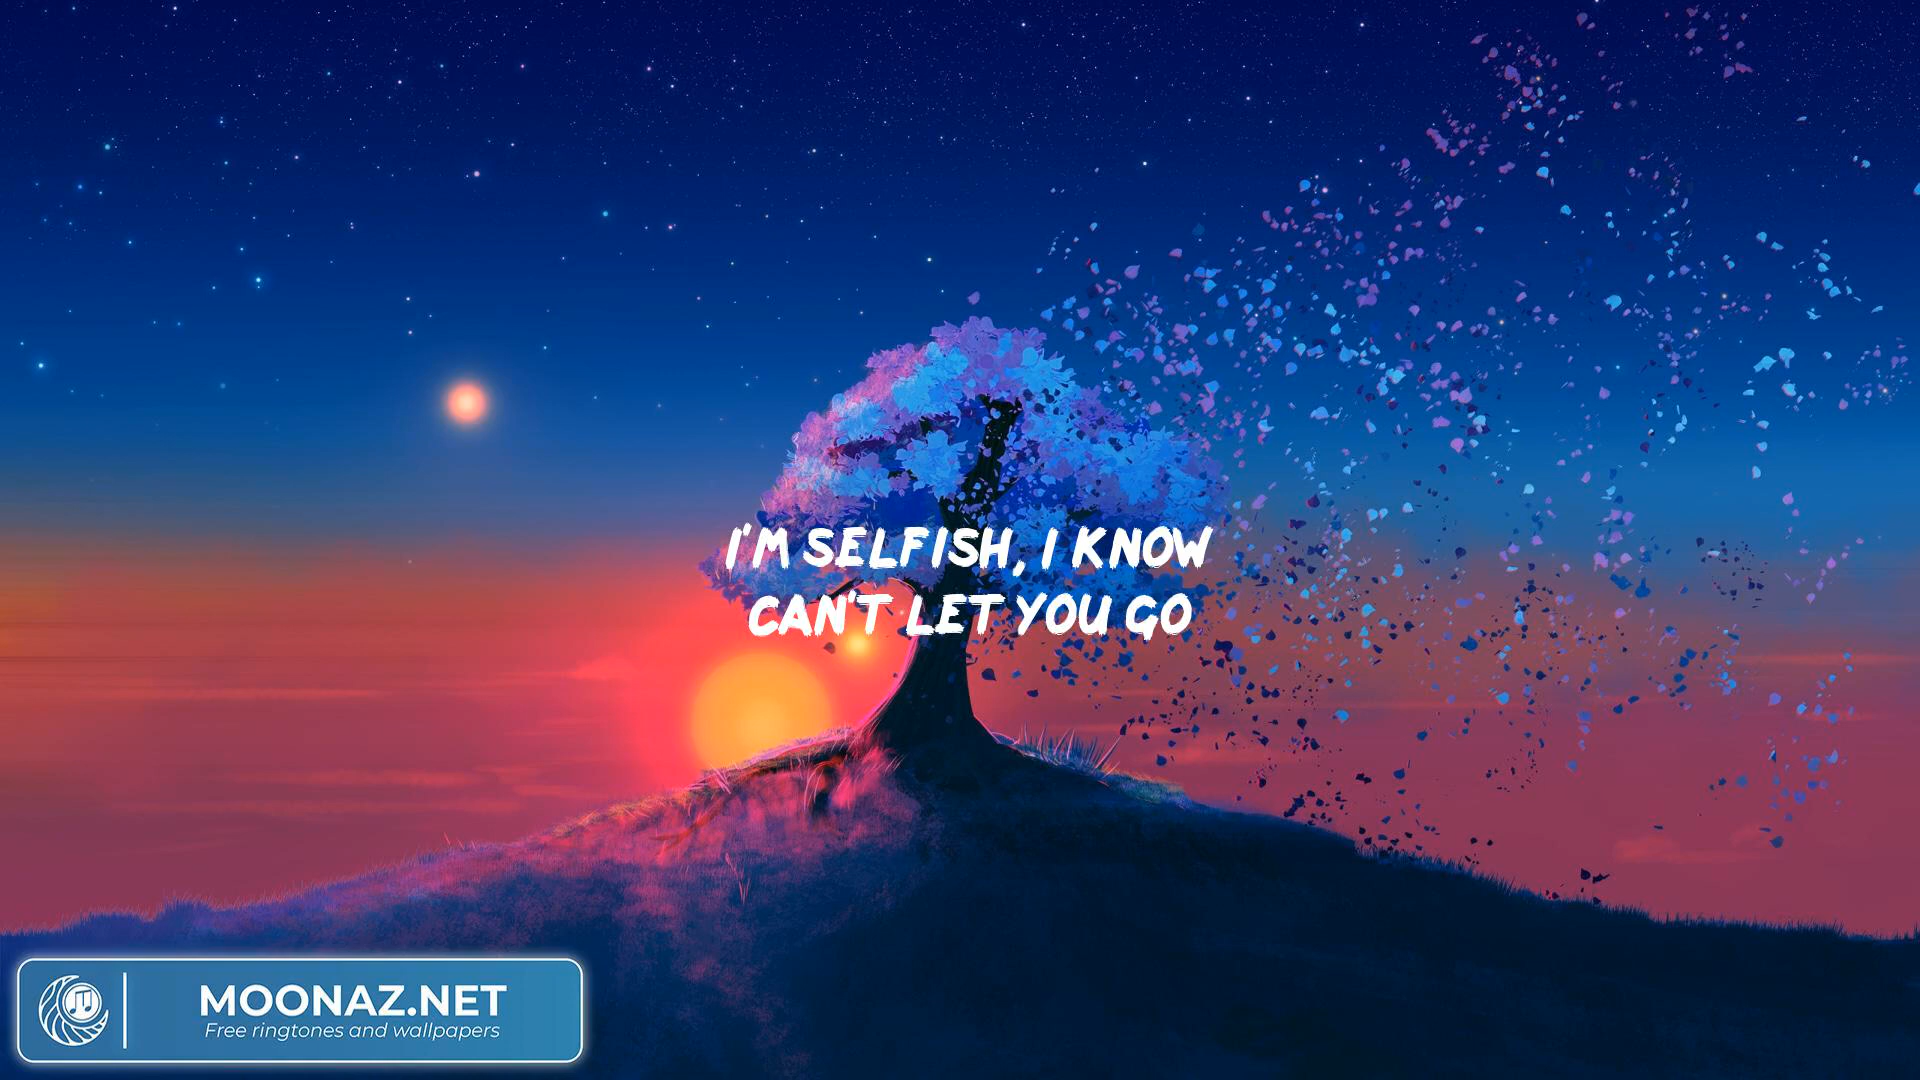 I'M SELFISH, I KNOW
CAN'T LET YOU GO
MOONAZ.NET
Free ringtones and wallpapers